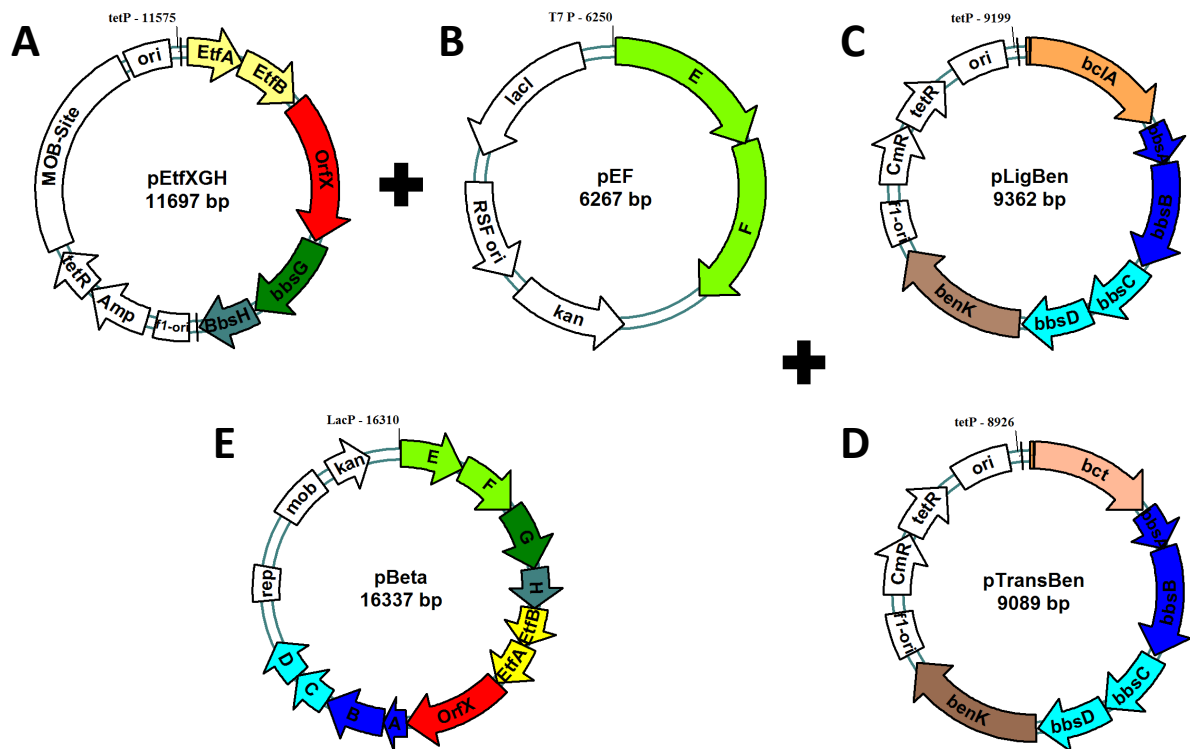 A
tetP - 11575
ori
EtfA
EtfB
OrfX
bbsG
BbsH
f1-ori
Amp
tetR
MOB-Site
pEtfXGH
11697 bp
B
T7 P - 6250
lacI
E
F
kan
RSF ori
pEF
6267 bp
C
tetP - 9199
ori
bclA
bbsB
bbsC
bbsD
benK
f1-ori
CmR
tetR
pLigBen
9362 bp
E
LacP - 16310
kan
E
F
G
H
EtfB
EtfA
OrfX
A
B
C
D
rep
mob
pBeta
16337 bp
D
tetP - 8926
ori
bct
bbsB
bbsC
bbsD
benK
f1-ori
CmR
tetR
pTransBen
9089 bp